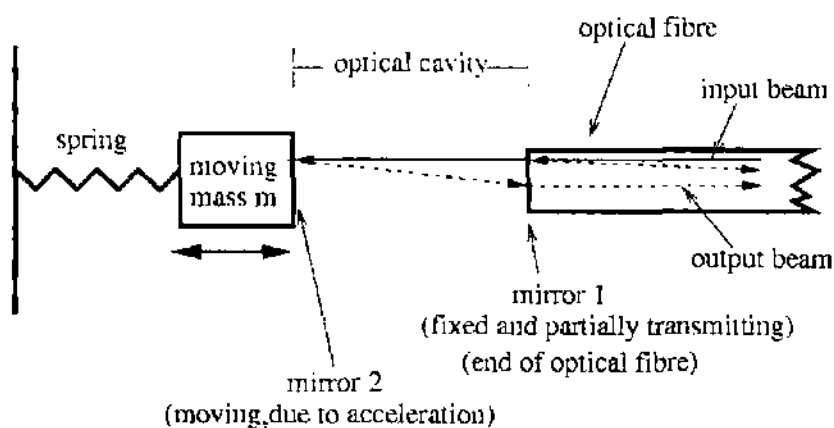 optical fibre
optical cavity
input beam
spring
moving
mass m
output beam
mirror 1
(fixed and partially transmitting)
(end of optical fibre)
mirror 2
(moving,due to acceleration)